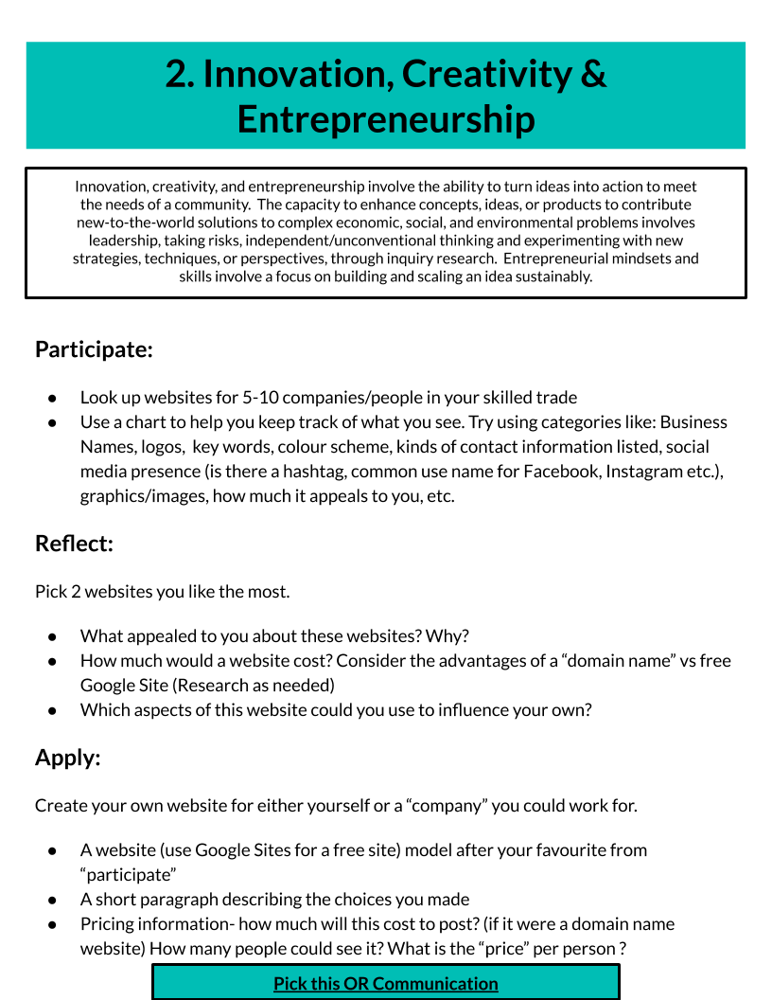 2. Innovation, Creativity &
Entrepreneurship
Innovation, creativity, and entrepreneurship involve the ability to turn ideas into action to meet
the needs of a community.  The capacity to enhance concepts, ideas, or products to contribute
new-to-the-world solutions to complex economic, social, and environmental problems involves
leadership, taking risks, independent/unconventional thinking and experimenting with new
strategies, techniques, or perspectives, through inquiry research.  Entrepreneurial mindsets and
skills involve a focus on building and scaling an idea sustainably.
Participate:
● Look up websites for 5-10 companies/people in your skilled trade
● Use a chart to help you keep track of what you see. Try using categories like: Business
Names, logos,  key words, colour scheme, kinds of contact information listed, social
media presence (is there a hashtag, common use name for Facebook, Instagram etc.),
graphics/images, how much it appeals to you, etc.
Reflect:
Pick 2 websites you like the most.
● What appealed to you about these websites? Why?
● How much would a website cost? Consider the advantages of a “domain name” vs free
Google Site (Research as needed)
● Which aspects of this website could you use to influence your own?
Apply:
Create your own website for either yourself or a “company” you could work for.
● A website (use Google Sites for a free site) model after your favourite from
“participate”
● A short paragraph describing the choices you made
● Pricing information- how much will this cost to post? (if it were a domain name
website) How many people could see it? What is the “price” per person ?
Pick this OR Communication